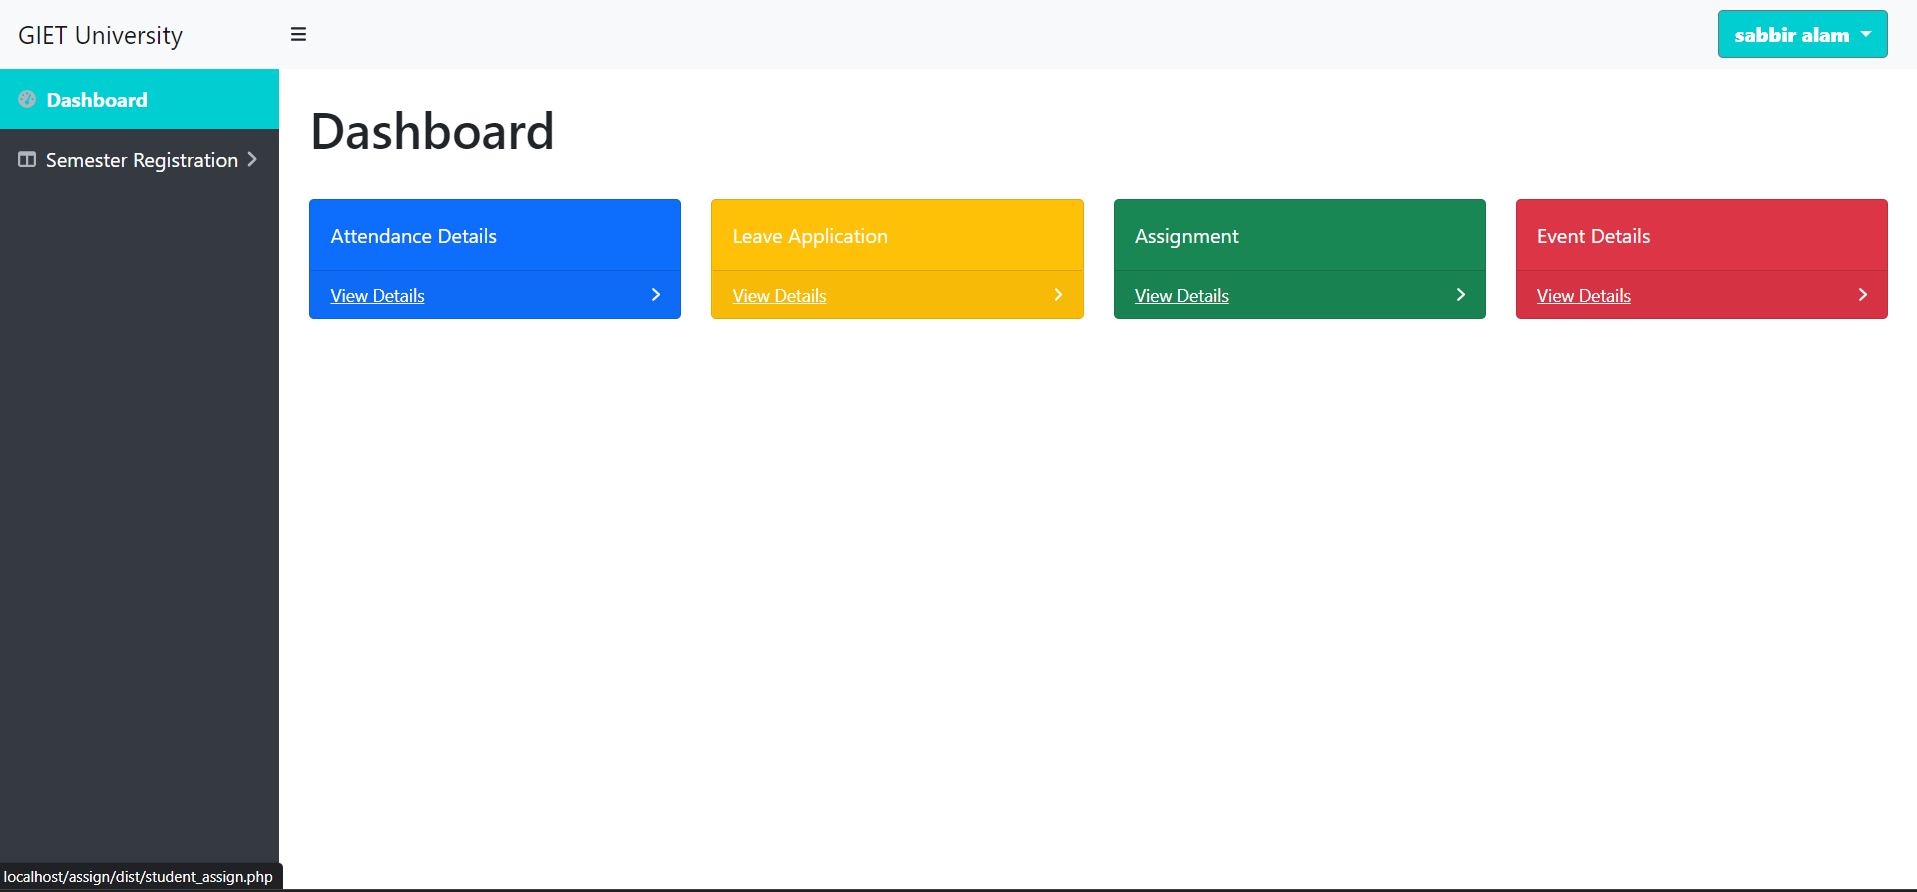 GIET University
sabbir alam
Dashboard
Semester Registration
Dashboard
Attendance Details
View Details
Leave Application
View Details
Assignment
View Details
Event Details
View Details
localhost/assign/dist/student_assign.php